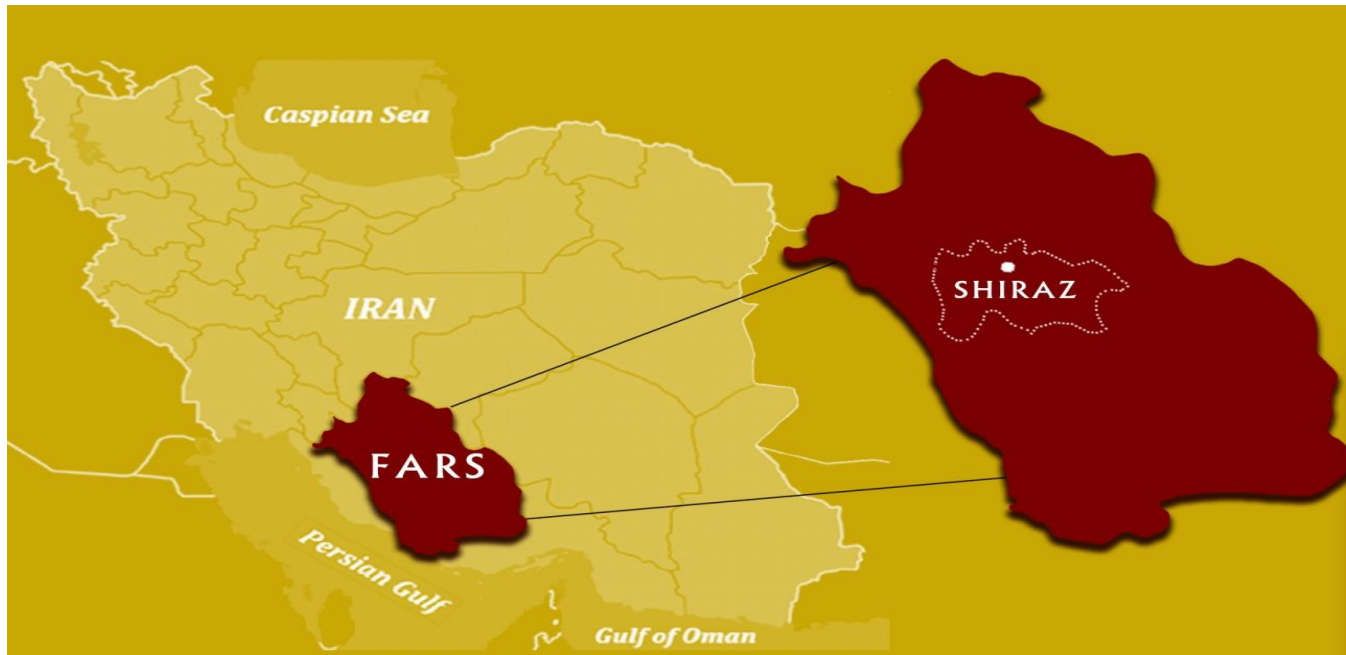 Caspian Sea
IRAN
FARS
Persian Gulf
Gulf of Oman
SHIRAZ